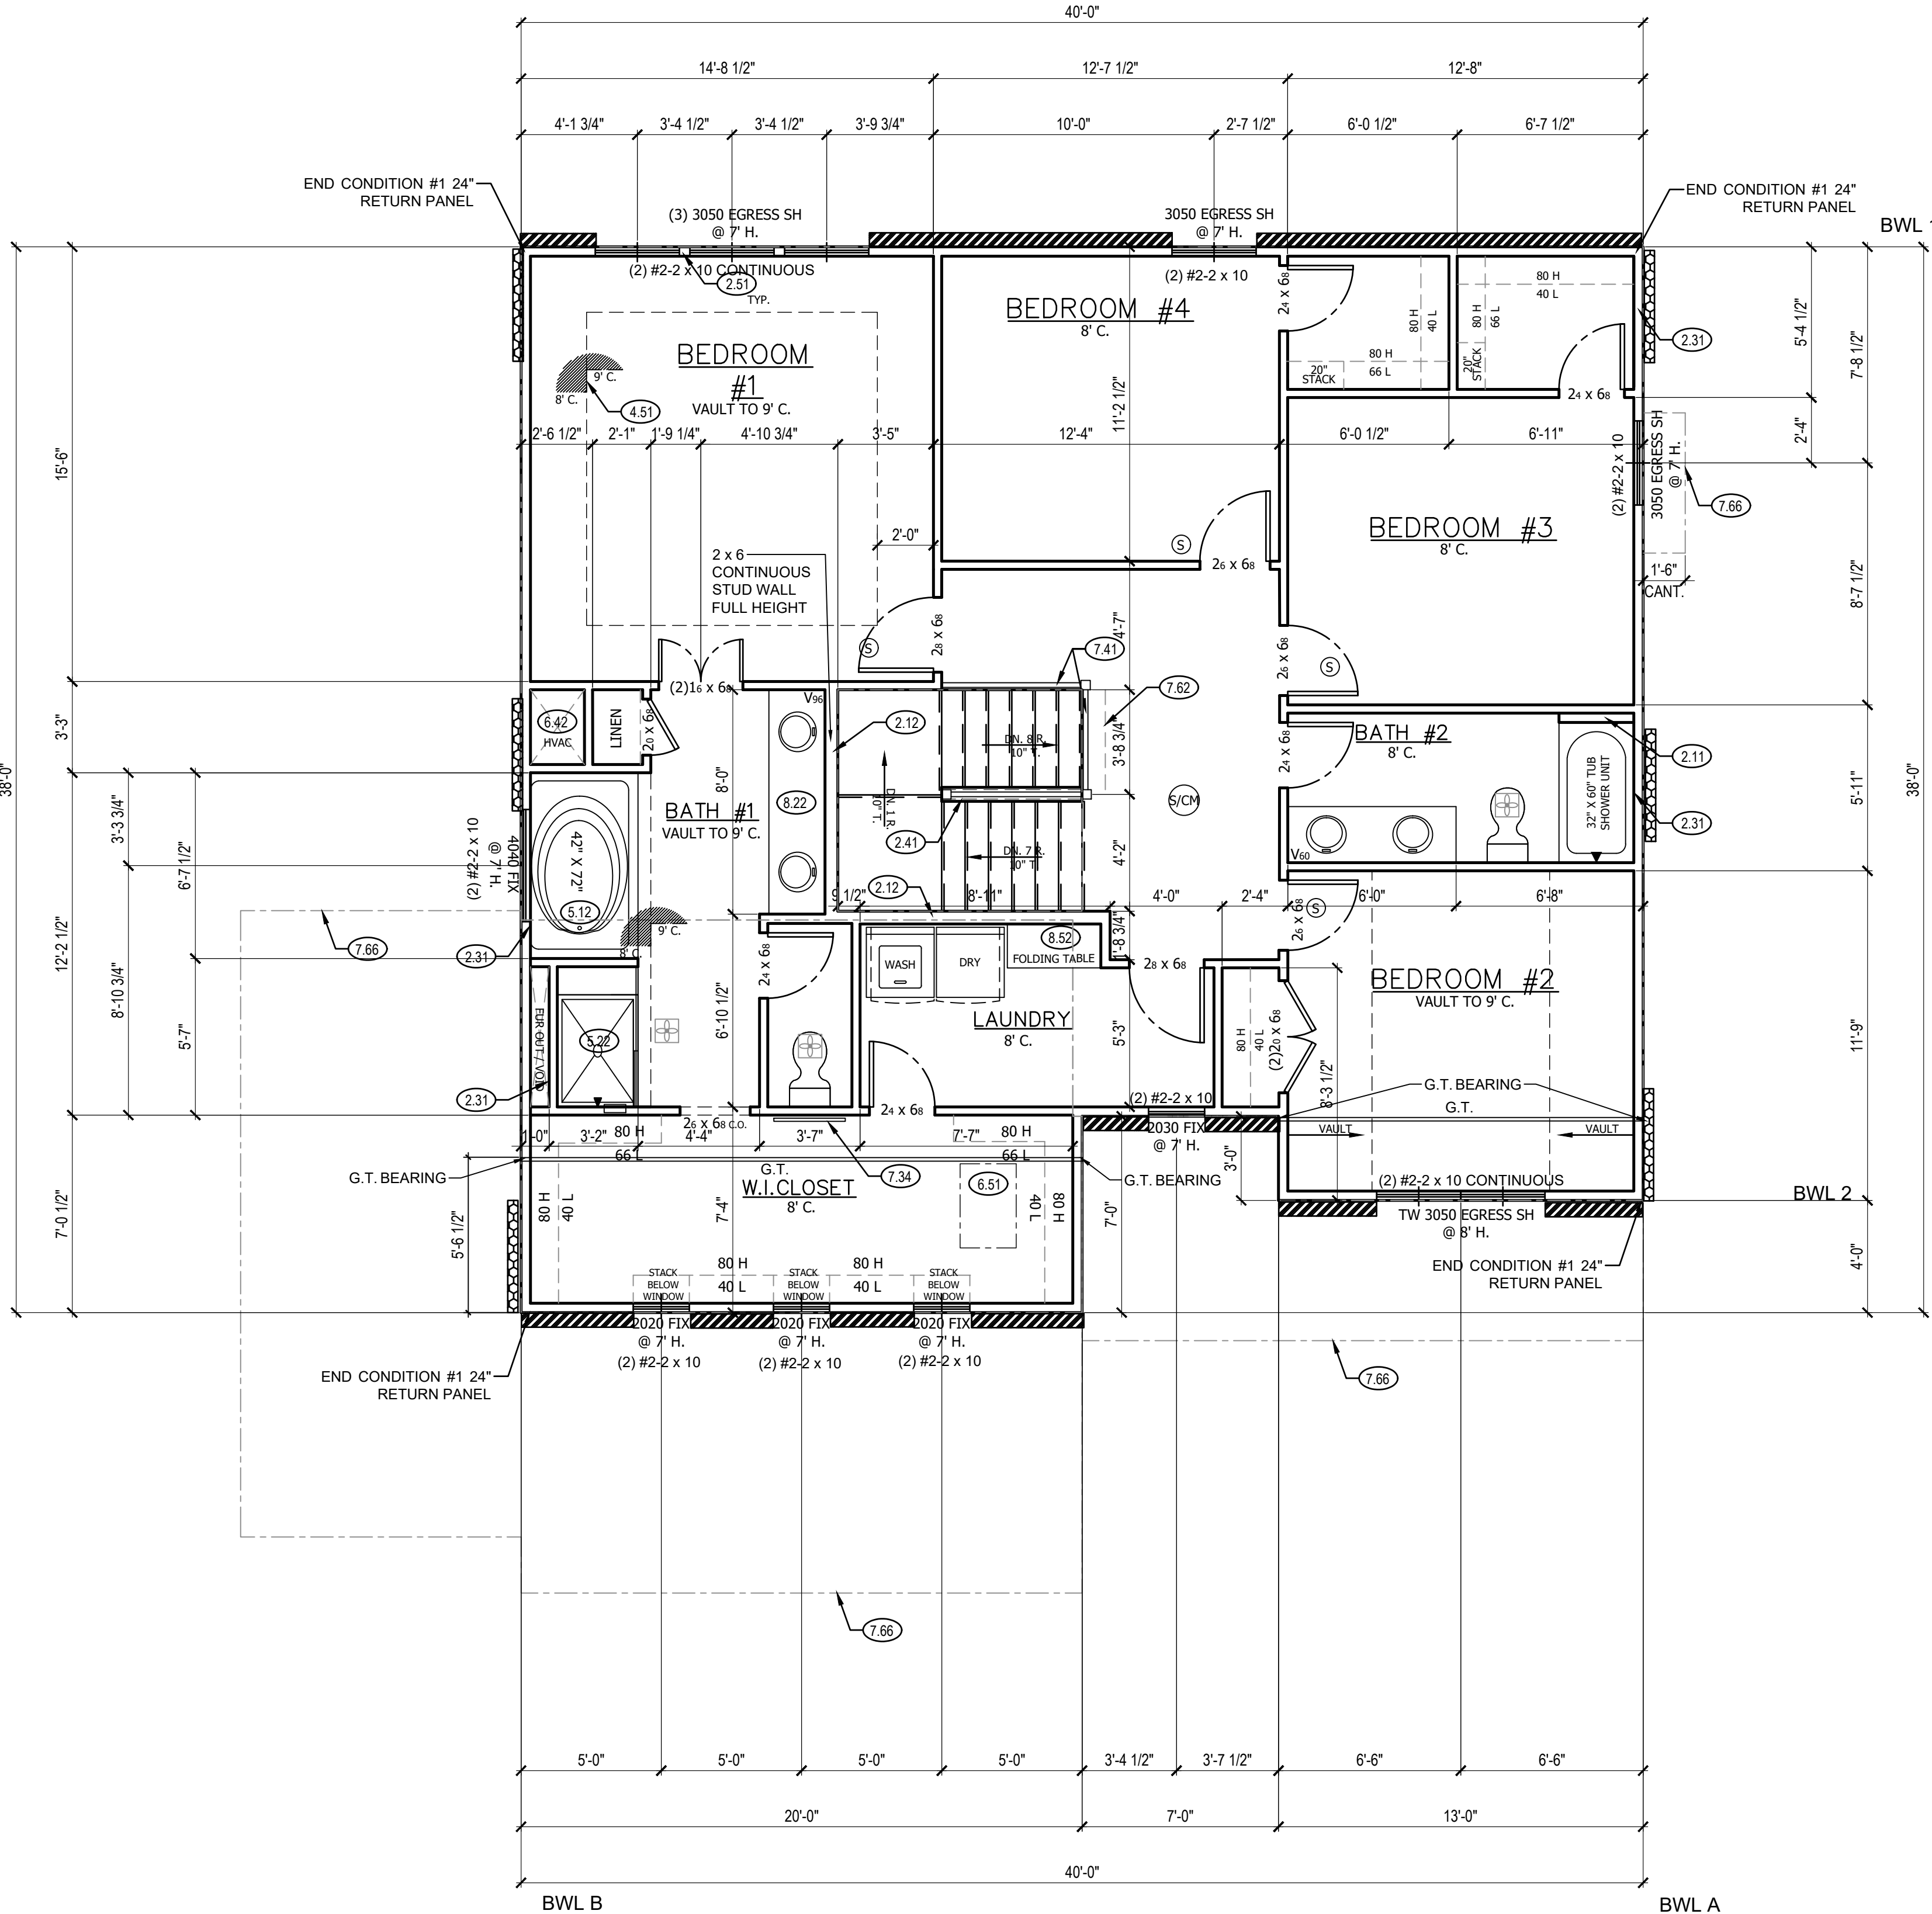 40'-0"
14'-8 1/2"
12'-7 1/2"
12'-8"
4'-1 3/4"
3'-4 1/2"
3'-4 1/2"
3'-9 3/4"
10'-0"
2'-7 1/2"
6'-0 1/2"
6'-7 1/2"
END CONDITION #1 24"
RETURN PANEL
(3) 3050 EGRESS SH
@ 7' H.
3050 EGRESS SH
@ 7' H.
END CONDITION #1 24"
RETURN PANEL
BWL 1
(2) #2-2 x 10 CONTINUOUS
2.51
TYP.
(2) #2-2 x 10
BEDROOM #4
8' C.
24 x 68
80 H
40 L
80 H
66 L
20"
STACK
80 H
40 L
80 H
66 L
20"
STACK
2.31
5'-4 1/2"
7'-8 1/2"
BEDROOM
#1
VAULT TO 9' C.
9' C.
8' C.
4.51
11'-2 1/2"
24 x 68
2'-6 1/2"
2'-1"
1'-9 1/4"
4'-10 3/4"
3'-5"
12'-4"
6'-0 1/2"
6'-11"
(2) #2-2 x 10
3050 EGRESS SH
@ 7' H.
2'-4"
7.66
15'-6"
BEDROOM #3
8' C.
2'-0"
S
26 x 68
1'-6"
CANT.
8'-7 1/2"
2 x 6
CONTINUOUS
STUD WALL
FULL HEIGHT
28 x 68
S
4'-7"
7.41
26 x 68
S
7.62
(2)16 x 68
V96
6.42
HVAC
LINEN
20 x 68
2.12
DN. 8 R.
10" T.
3'-8 3/4"
24 x 68
BATH #2
8' C.
2.11
3'-3"
38'-0"
38'-0"
8'-0"
8.22
DN. 1 R.
10" T.
S/CM
32" X 60" TUB
SHOWER UNIT
5'-11"
2.31
BATH #1
VAULT TO 9' C.
2.41
DN. 7 R.
10" T.
4'-2"
V60
3'-3 3/4"
6'-7 1/2"
(2) #2-2 x 10
@ 7' H.
4040 FIX
42" X 72"
5.12
2.12
9 1/2"
8'-11"
4'-0"
2'-4"
6'-0"
6'-8"
26 x 68
S
7.66
2.31
9' C.
8' C.
24 x 68
WASH
DRY
8.52
FOLDING TABLE
1'-8 3/4"
28 x 68
BEDROOM #2
VAULT TO 9' C.
12'-2 1/2"
8'-10 3/4"
5'-7"
FUR OUT / VOID
5.22
6'-10 1/2"
LAUNDRY
8' C.
5'-3"
80 H
40 L
(2)20 x 68
8'-3 1/2"
11'-9"
2.31
G.T. BEARING
G.T.
24 x 68
(2) #2-2 x 10
2030 FIX
@ 7' H.
VAULT
VAULT
26 x 68 C.O.
1'-0"
3'-2"
80 H
66 L
4'-4"
3'-7"
7'-7"
80 H
66 L
3'-0"
G.T. BEARING
G.T.
7.34
G.T. BEARING
6.51
W.I.CLOSET
8' C.
80 H
40 L
40 L
80 H
7'-4"
7'-0"
(2) #2-2 x 10 CONTINUOUS
BWL 2
TW 3050 EGRESS SH
@ 8' H.
7'-0 1/2"
5'-6 1/2"
4'-0"
END CONDITION #1 24"
RETURN PANEL
STACK
BELOW
WINDOW
80 H
40 L
STACK
BELOW
WINDOW
80 H
40 L
STACK
BELOW
WINDOW
2020 FIX
@ 7' H.
(2) #2-2 x 10
2020 FIX
@ 7' H.
(2) #2-2 x 10
2020 FIX
@ 7' H.
(2) #2-2 x 10
END CONDITION #1 24"
RETURN PANEL
7.66
7.66
5'-0"
5'-0"
5'-0"
5'-0"
3'-4 1/2"
3'-7 1/2"
6'-6"
6'-6"
20'-0"
7'-0"
13'-0"
40'-0"
BWL B
BWL A